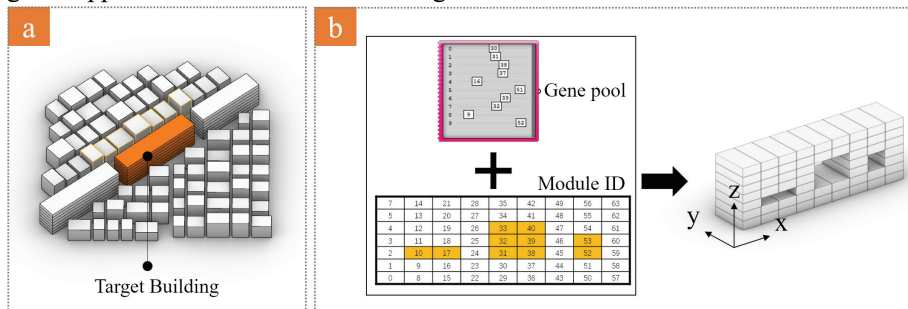 a
Target Building
b
0 30
1 31
2 38
3 37
4 16
5 51
6
7 32
8 9
9 52
Gene pool
+
Module ID
7 14 21 28 35 42 49 56 63
5 13 20 27 34 41 48 55 62
4 12 19 26 33 40 47 54 61
3 11 18 25 32 39 46 53 60
2 10 17 24 31 38 45 52 59
1 9 16 23 30 37 44 51 58
0 8 15 22 29 36 43 50 57
z
y
x